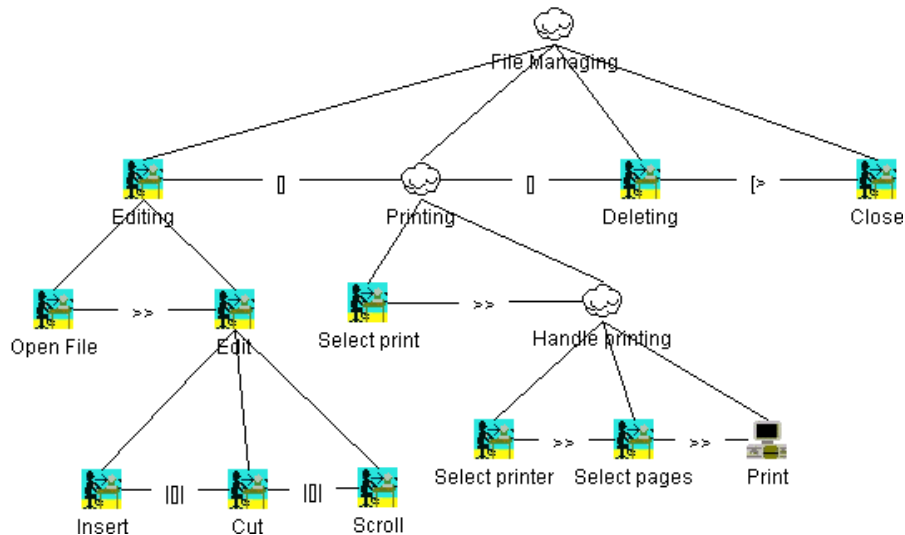 File Managing
[]
[]
[>
Editing
Printing
Deleting
Close
>>
>>
Open File
Edit
Select print
Handle printing
>>
>>
Select printer
Select pages
Print
|[]|
|[]|
Insert
Cut
Scroll